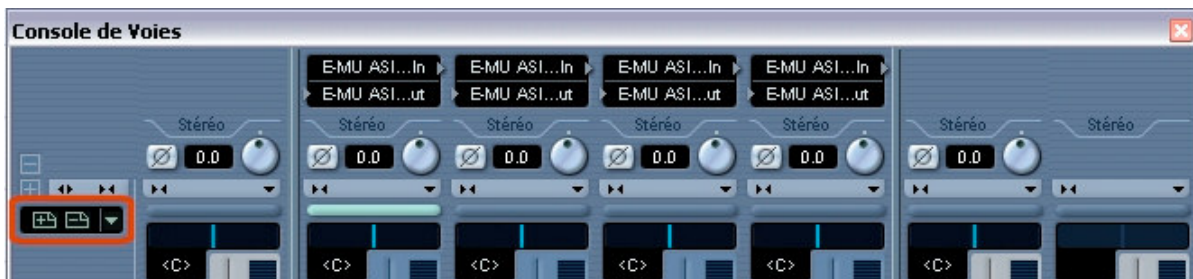 Console de Voies
E-MU ASI...In E-MU ASI...In E-MU ASI...In E-MU ASI...In
E-MU ASI...ut E-MU ASI...ut E-MU ASI...ut E-MU ASI...ut
Stéréo Stéréo Stéréo Stéréo Stéréo Stéréo Stéréo
0.0 0.0 0.0 0.0 0.0 0.0
<C> <C> <C> <C> <C> <C>